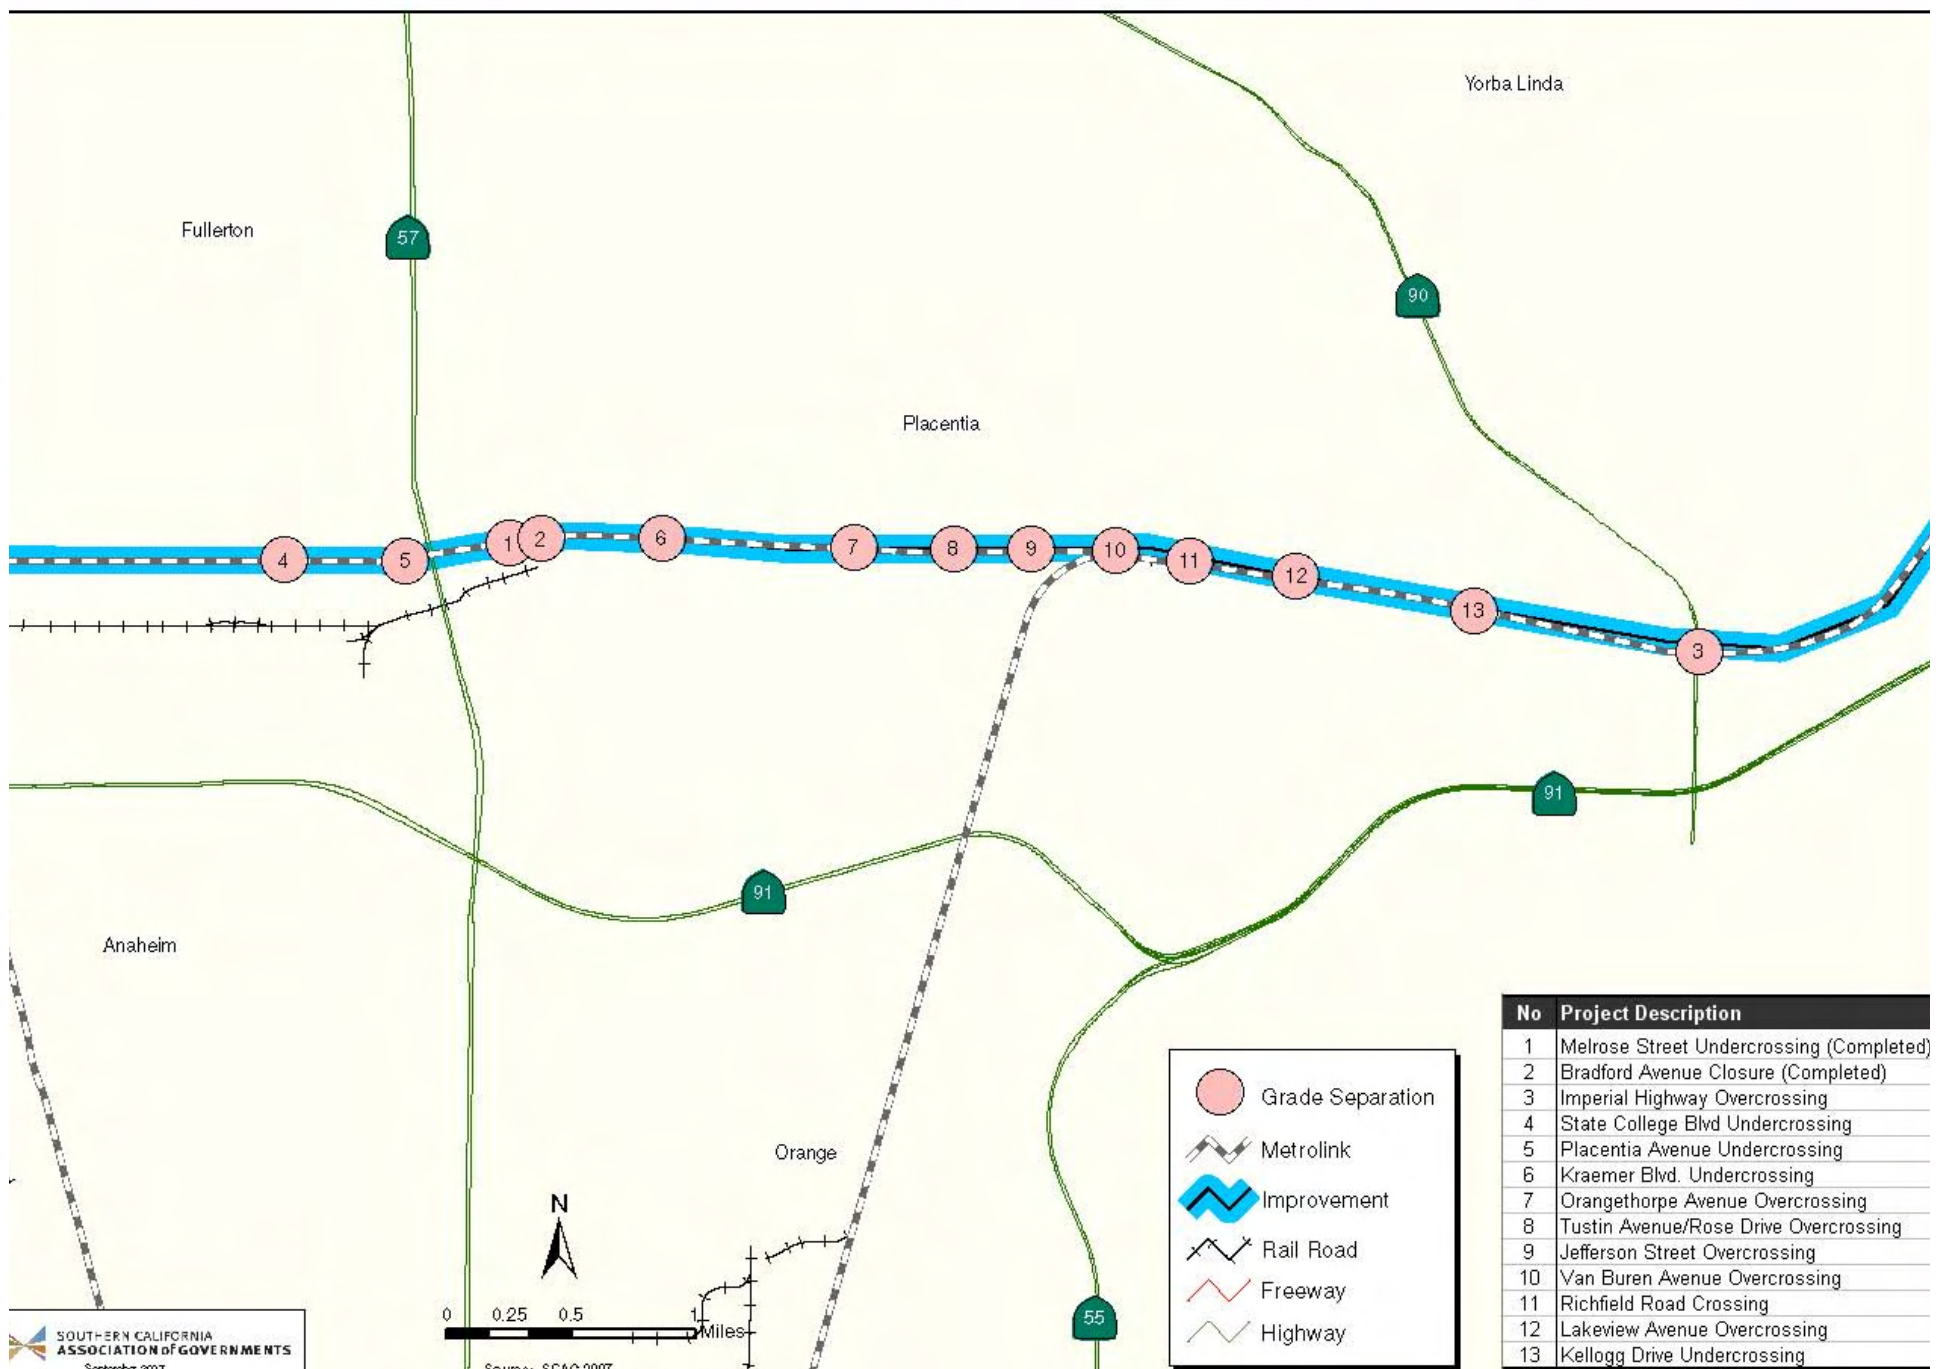 Yorba Linda
Fullerton
57
90
Placentia
1
2
6
7
8
9
10
4
5
11
12
13
3
91
91
Anaheim
Orange
N
0 0.25 0.5 1
Miles
55
SOUTHERN CALIFORNIA
ASSOCIATION of GOVERNMENTS
September 2007
Source: SCAG 2007
Grade Separation
Metrolink
Improvement
Rail Road
Freeway
Highway
No Project Description
1 Melrose Street Undercrossing (Completed)
2 Bradford Avenue Closure (Completed)
3 Imperial Highway Overcrossing
4 State College Blvd Undercrossing
5 Placentia Avenue Undercrossing
6 Kraemer Blvd. Undercrossing
7 Orangethorpe Avenue Overcrossing
8 Tustin Avenue/Rose Drive Overcrossing
9 Jefferson Street Overcrossing
10 Van Buren Avenue Overcrossing
11 Richfield Road Crossing
12 Lakeview Avenue Overcrossing
13 Kellogg Drive Undercrossing